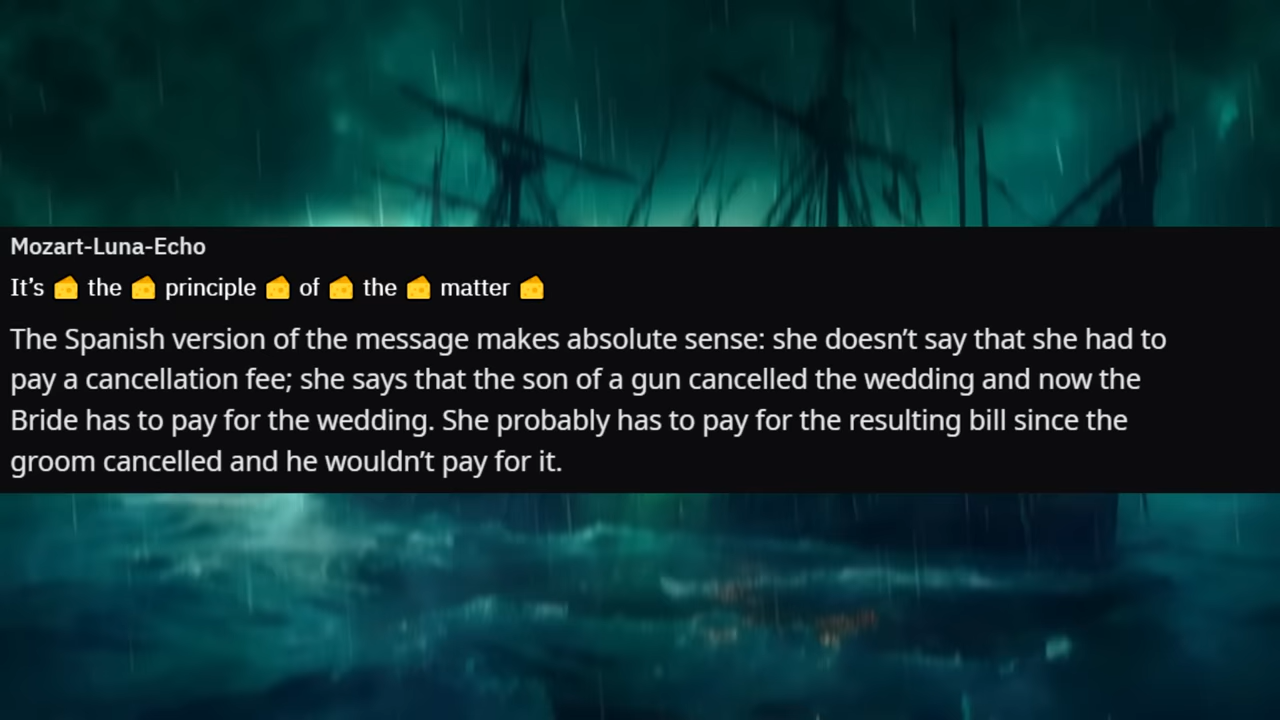 Mozart-Luna-Echo
It’s 🧀 the 🧀 principle 🧀 of 🧀 the 🧀 matter 🧀
The Spanish version of the message makes absolute sense: she doesn’t say that she had to
pay a cancellation fee; she says that the son of a gun cancelled the wedding and now the
Bride has to pay for the wedding. She probably has to pay for the resulting bill since the
groom cancelled and he wouldn’t pay for it.